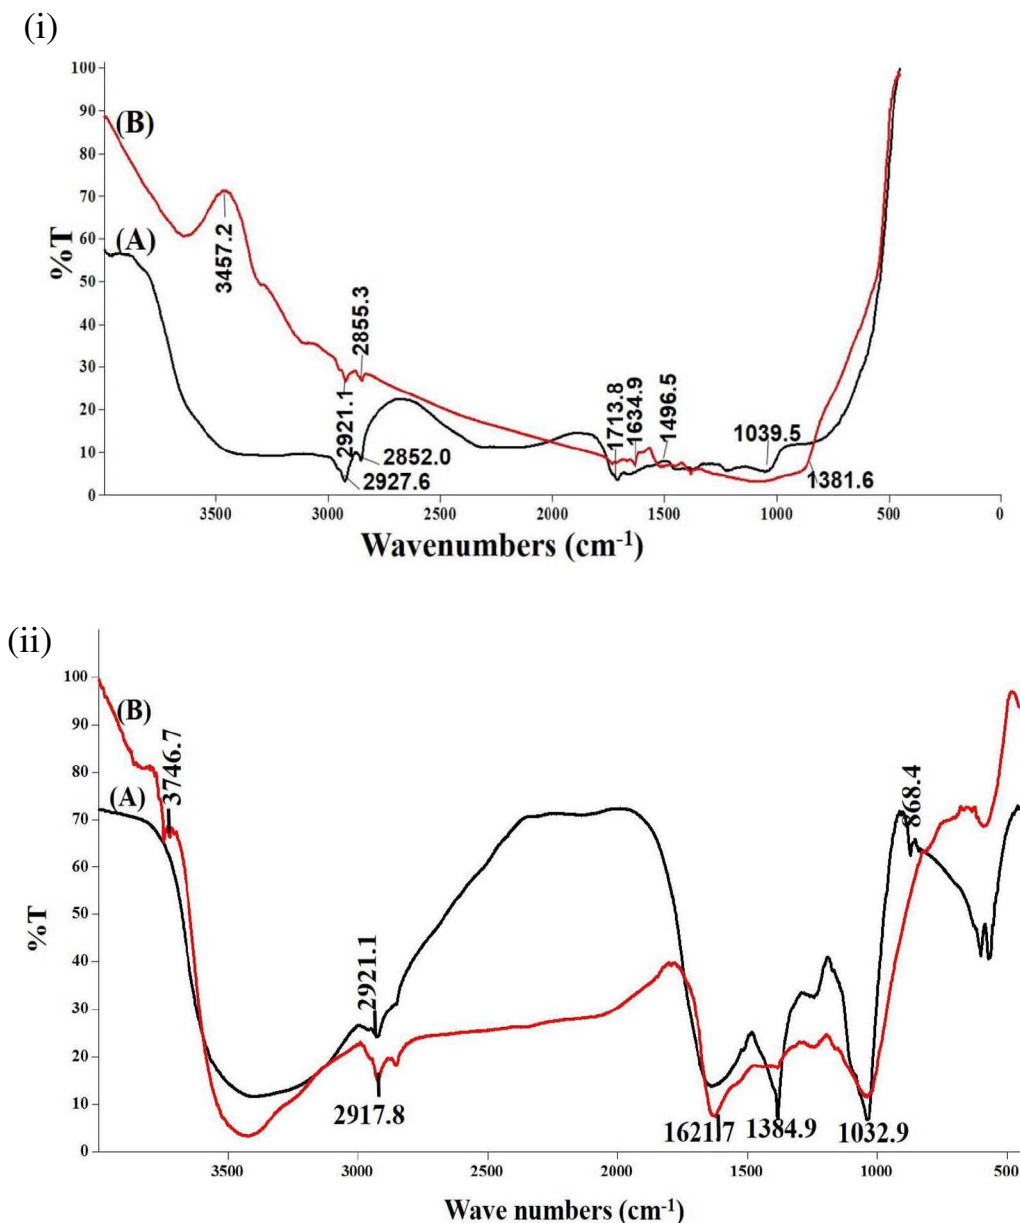 (i)
100
90
(B)
80
70
60
(A)
%T
50
3457.2
40
30
2855.3
20
2921.1
10
2852.0
2927.6
1713.8
1634.9
1496.5
1039.5
1381.6
0
3500 3000 2500 2000 1500 1000 500 0
Wavenumbers (cm-1)
(ii)
100
(B)
90
80
(A)
3746.7
868.4
70
60
50
%T
40
2921.1
30
20
10
2917.8
1621.7 1384.9 1032.9
0
3500 3000 2500 2000 1500 1000 500
Wave numbers (cm-1)